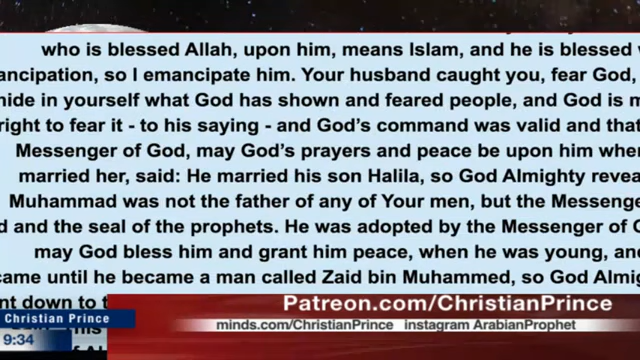 who is blessed Allah, upon him, means Islam, and he is blessed
ancipation, so I emancipate him. Your husband caught you, fear God,
hide in yourself what God has shown and feared people, and God is m
right to fear it - to his saying - and God's command was valid and that
Messenger of God, may God's prayers and peace be upon him when
married her, said: He married his son Halila, so God Almighty revea
Muhammad was not the father of any of Your men, but the Messenge
d and the seal of the prophets. He was adopted by the Messenger of G
may God bless him and grant him peace, when he was young, and
came until he became a man called Zaid bin Muhammed, so God Almig
nt down to t
Patreon.com/ChristianPrince
Christian Prince
minds.com/ChristianPrince instagram ArabianProphet
9:34